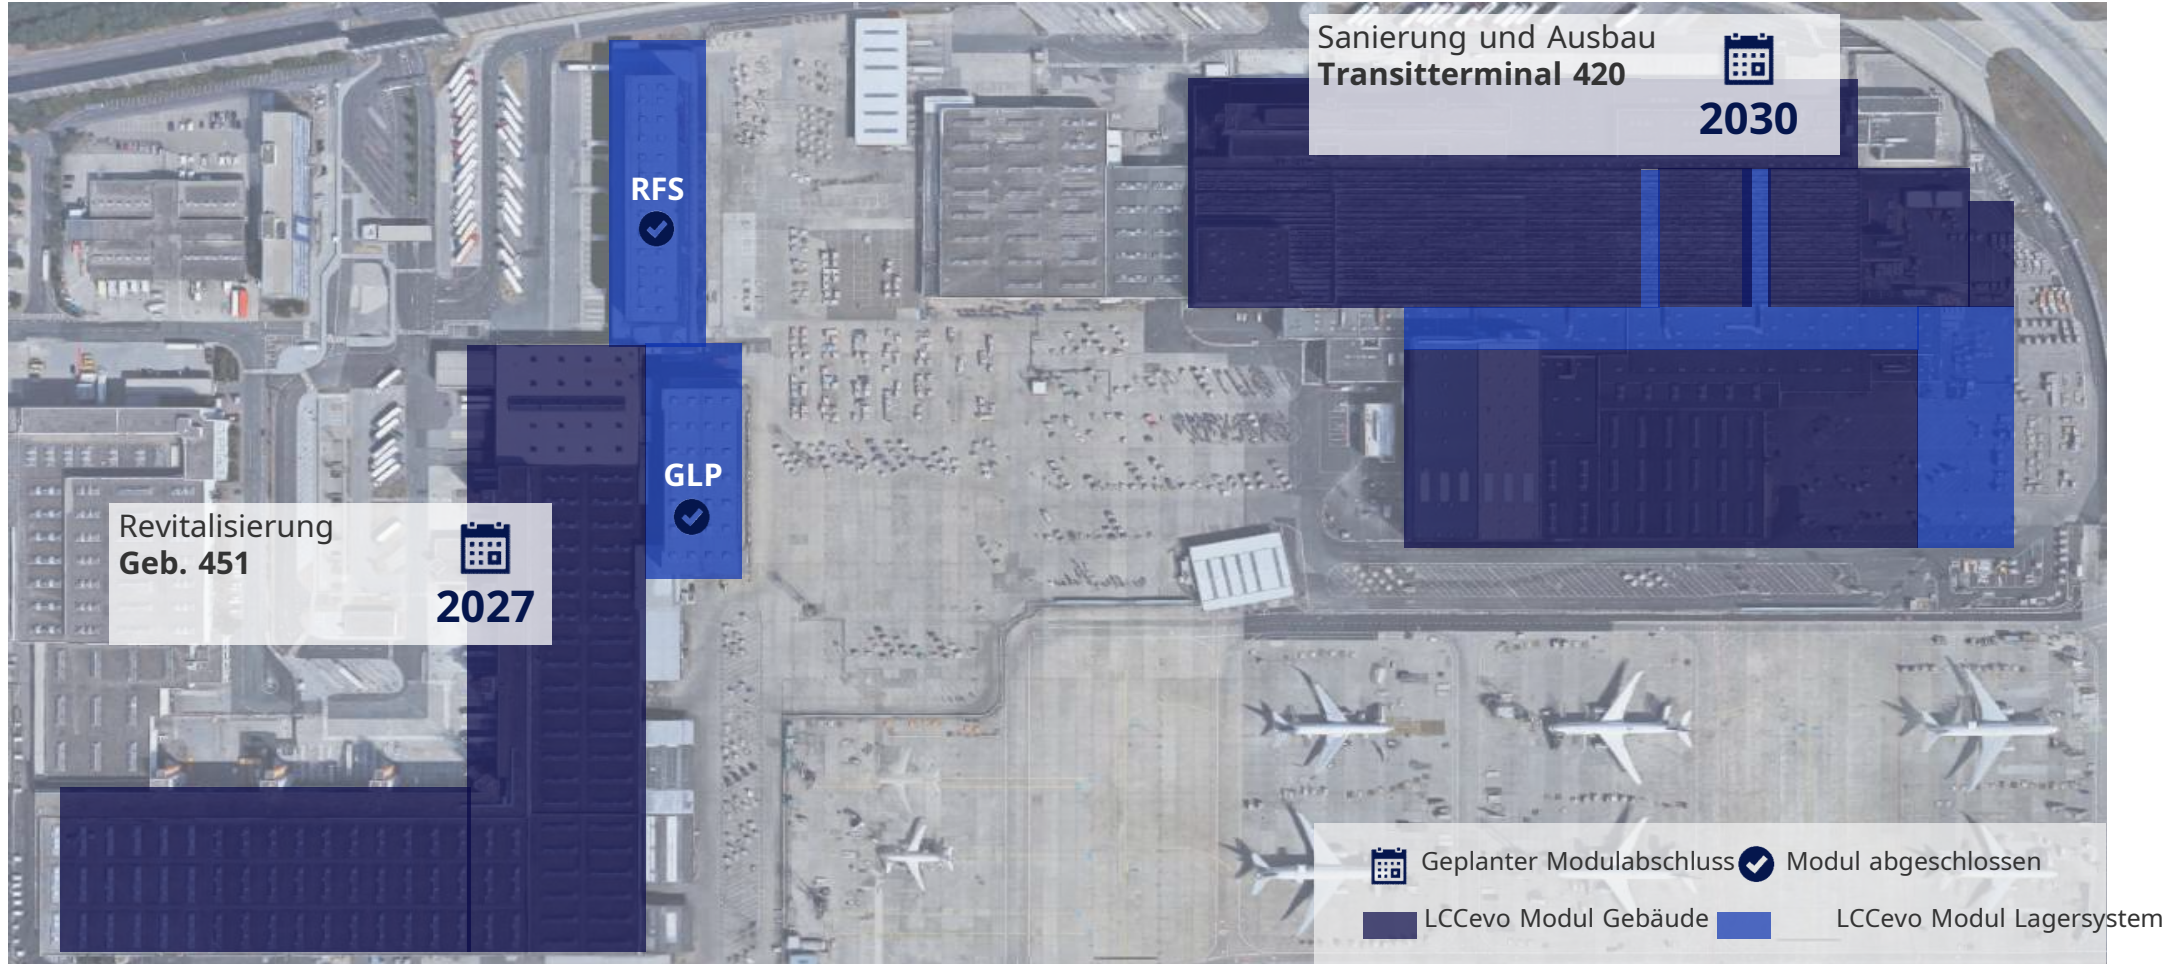 Sanierung und Ausbau
Transitterminal 420
2030
RFS
GLP
Revitalisierung
Geb. 451
2027
Geplanter Modulabschluss
Modul abgeschlossen
LCCevo Modul Gebäude
LCCevo Modul Lagersystem